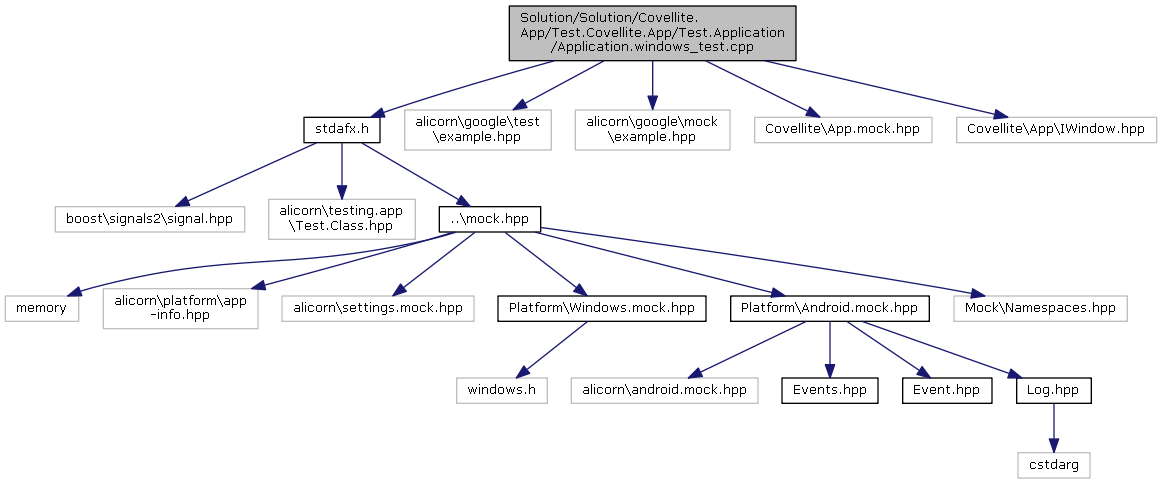 Solution/Solution/Covellite.
App/Test.Covellite.App/Test.Application
/Application.windows_test.cpp
stdafx.h
alicorn\google\test
\example.hpp
alicorn\google\mock
\example.hpp
Covellite\App.mock.hpp
Covellite\App\IWindow.hpp
boost\signals2\signal.hpp
alicorn\testing.app
\Test.Class.hpp
..\mock.hpp
memory
alicorn\platform\app
-info.hpp
alicorn\settings.mock.hpp
Platform\Windows.mock.hpp
Platform\Android.mock.hpp
Mock\Namespaces.hpp
windows.h
alicorn\android.mock.hpp
Events.hpp
Event.hpp
Log.hpp
cstdarg